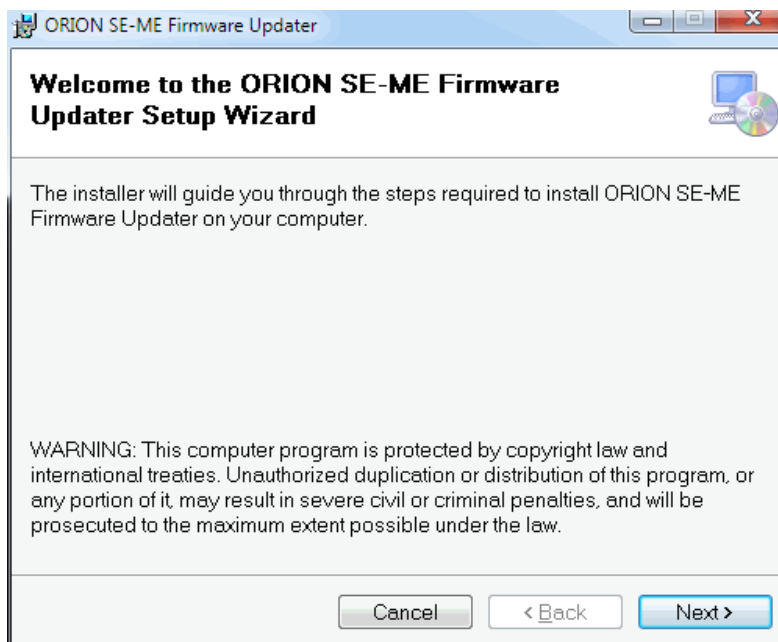 ORION SE-ME Firmware Updater
Welcome to the ORION SE-ME Firmware
Updater Setup Wizard
The installer will guide you through the steps required to install ORION SE-ME
Firmware Updater on your computer.
WARNING: This computer program is protected by copyright law and
international treaties. Unauthorized duplication or distribution of this program, or
any portion of it, may result in severe civil or criminal penalties, and will be
prosecuted to the maximum extent possible under the law.
Cancel
< Back
Next >